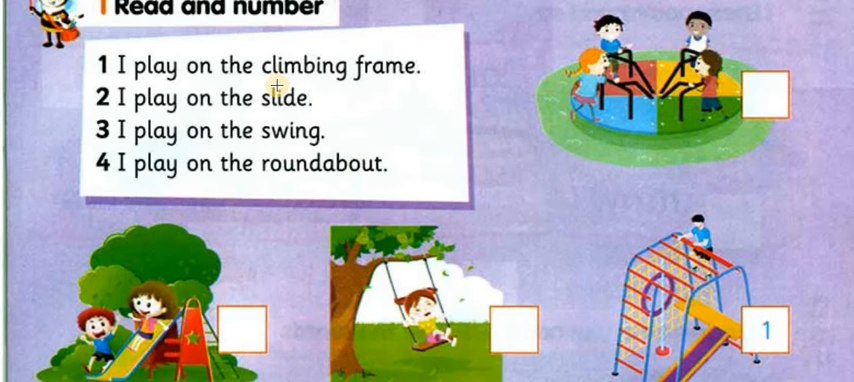 1 Read and number
1 I play on the climbing frame.
2 I play on the slide.
3 I play on the swing.
4 I play on the roundabout.
1